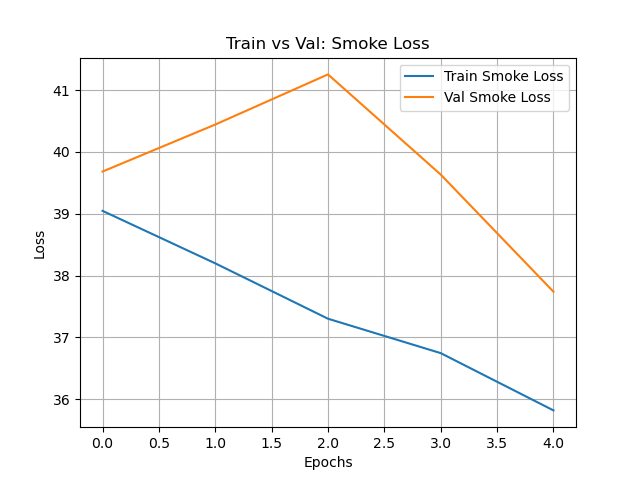 Train vs Val: Smoke Loss
Train Smoke Loss
Val Smoke Loss
41
40
39
38
37
36
Loss
0.0 0.5 1.0 1.5 2.0 2.5 3.0 3.5 4.0
Epochs